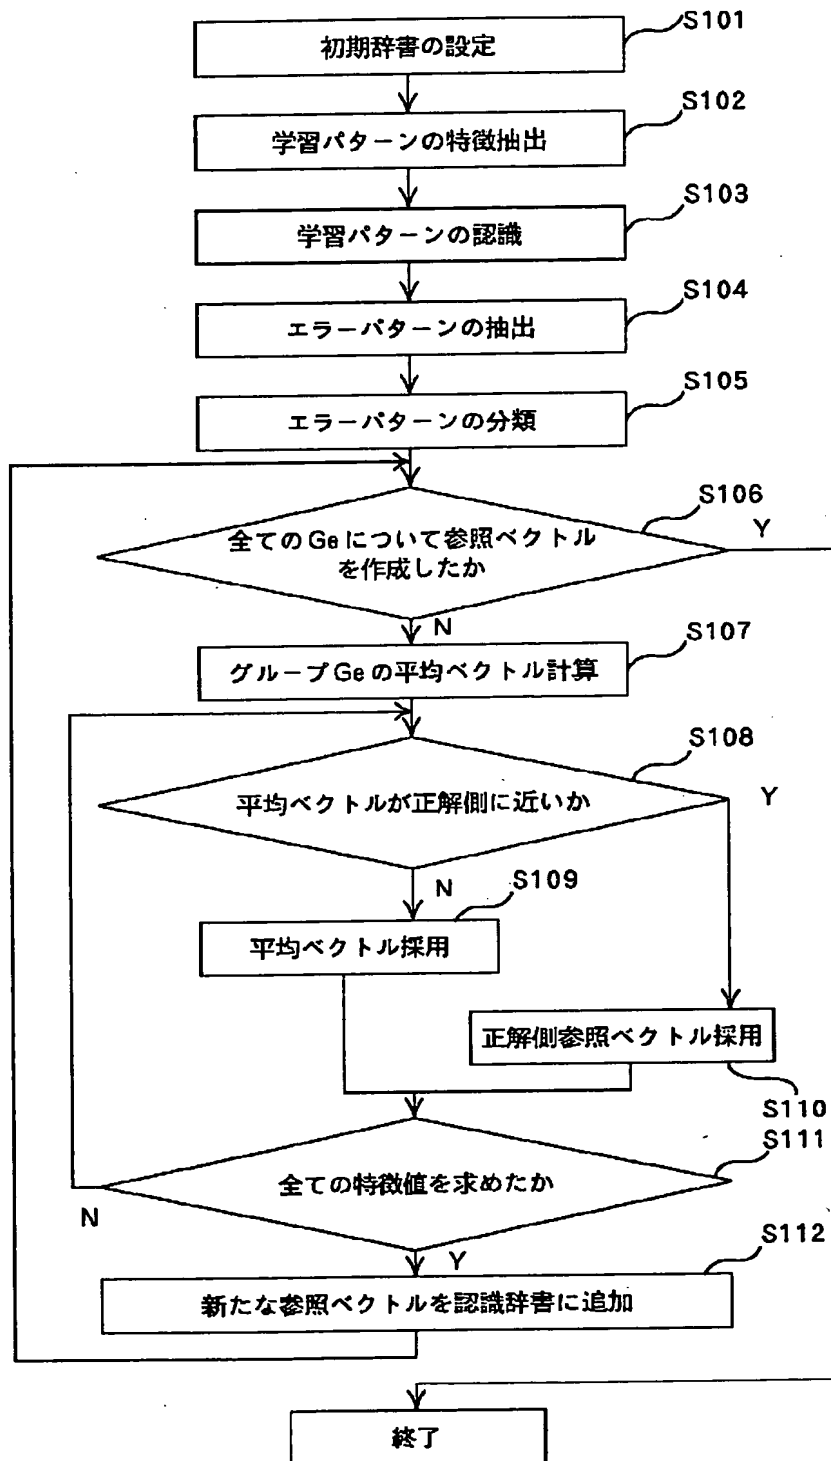 S101
初期辞書の設定
S102
学習パターンの特徴抽出
S103
学習パターンの認識
S104
エラーパターンの抽出
S105
エラーパターンの分類
S106
全てのGeについて参照ベクトル
を作成したか
Y
N
S107
グループGeの平均ベクトル計算
S108
平均ベクトルが正解側に近いか
Y
N
S109
平均ベクトル採用
正解側参照ベクトル採用
S110
S111
全ての特徴値を求めたか
N
Y
S112
新たな参照ベクトルを認識辞書に追加
終了